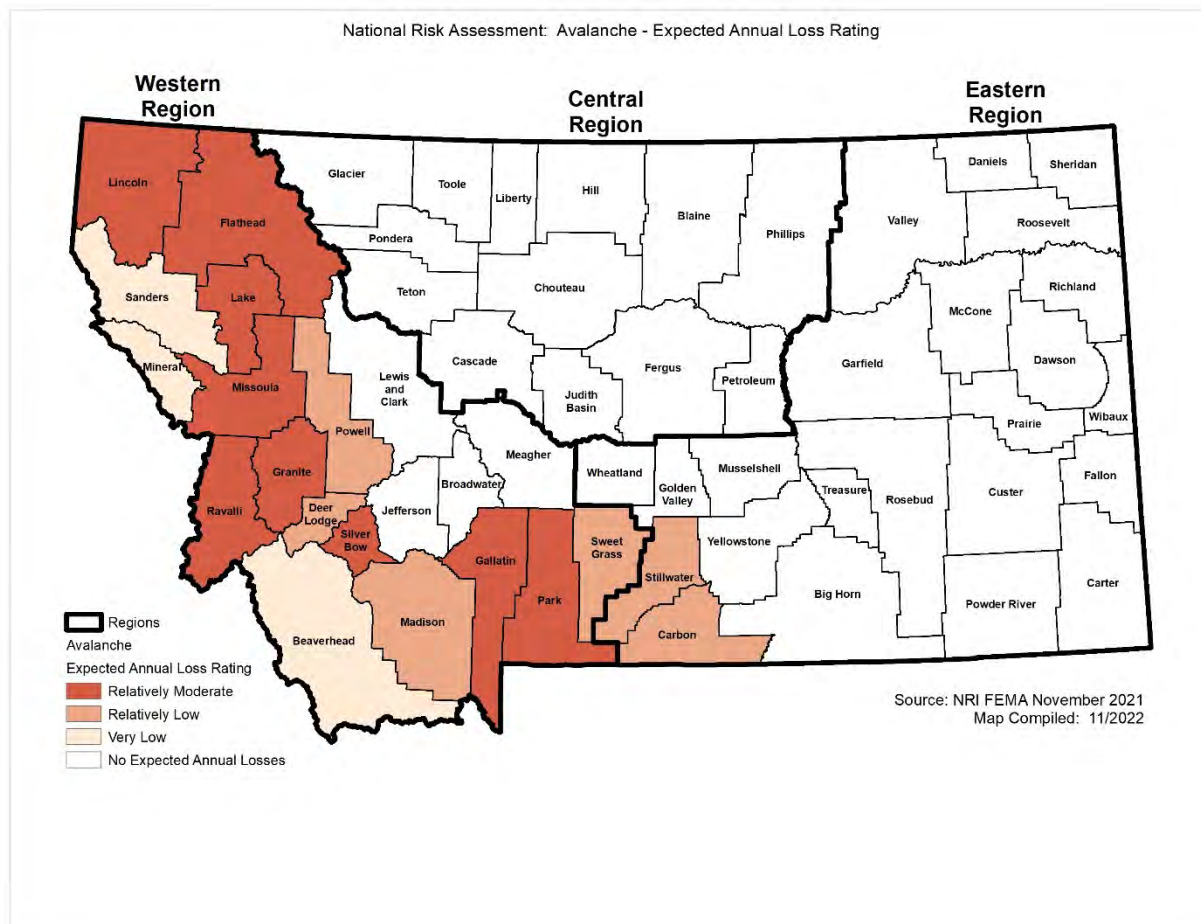 National Risk Assessment: Avalanche - Expected Annual Loss Rating
Western
Region
Central
Region
Eastern
Region
Lincoln
Flathead
Glacier
Toole
Liberty
Hill
Blaine
Phillips
Valley
Daniels
Sheridan
Roosevelt
Pondera
Teton
Chouteau
Sanders
Lake
McCone
Richland
Mineral
Missoula
Lewis
and
Clark
Cascade
Judith
Basin
Fergus
Petroleum
Garfield
Dawson
Prairie
Wibaux
Powell
Granite
Ravalli
Deer
Lodge
Silver
Bow
Jefferson
Broadwater
Meagher
Wheatland
Golden
Valley
Musselshell
Treasure
Rosebud
Custer
Fallon
Gallatin
Park
Sweet
Grass
Stillwater
Yellowstone
Big Horn
Powder River
Carter
Beaverhead
Madison
Carbon
Regions
Avalanche
Expected Annual Loss Rating
Relatively Moderate
Relatively Low
Very Low
No Expected Annual Losses
Source: NRI FEMA November 2021
Map Compiled: 11/2022